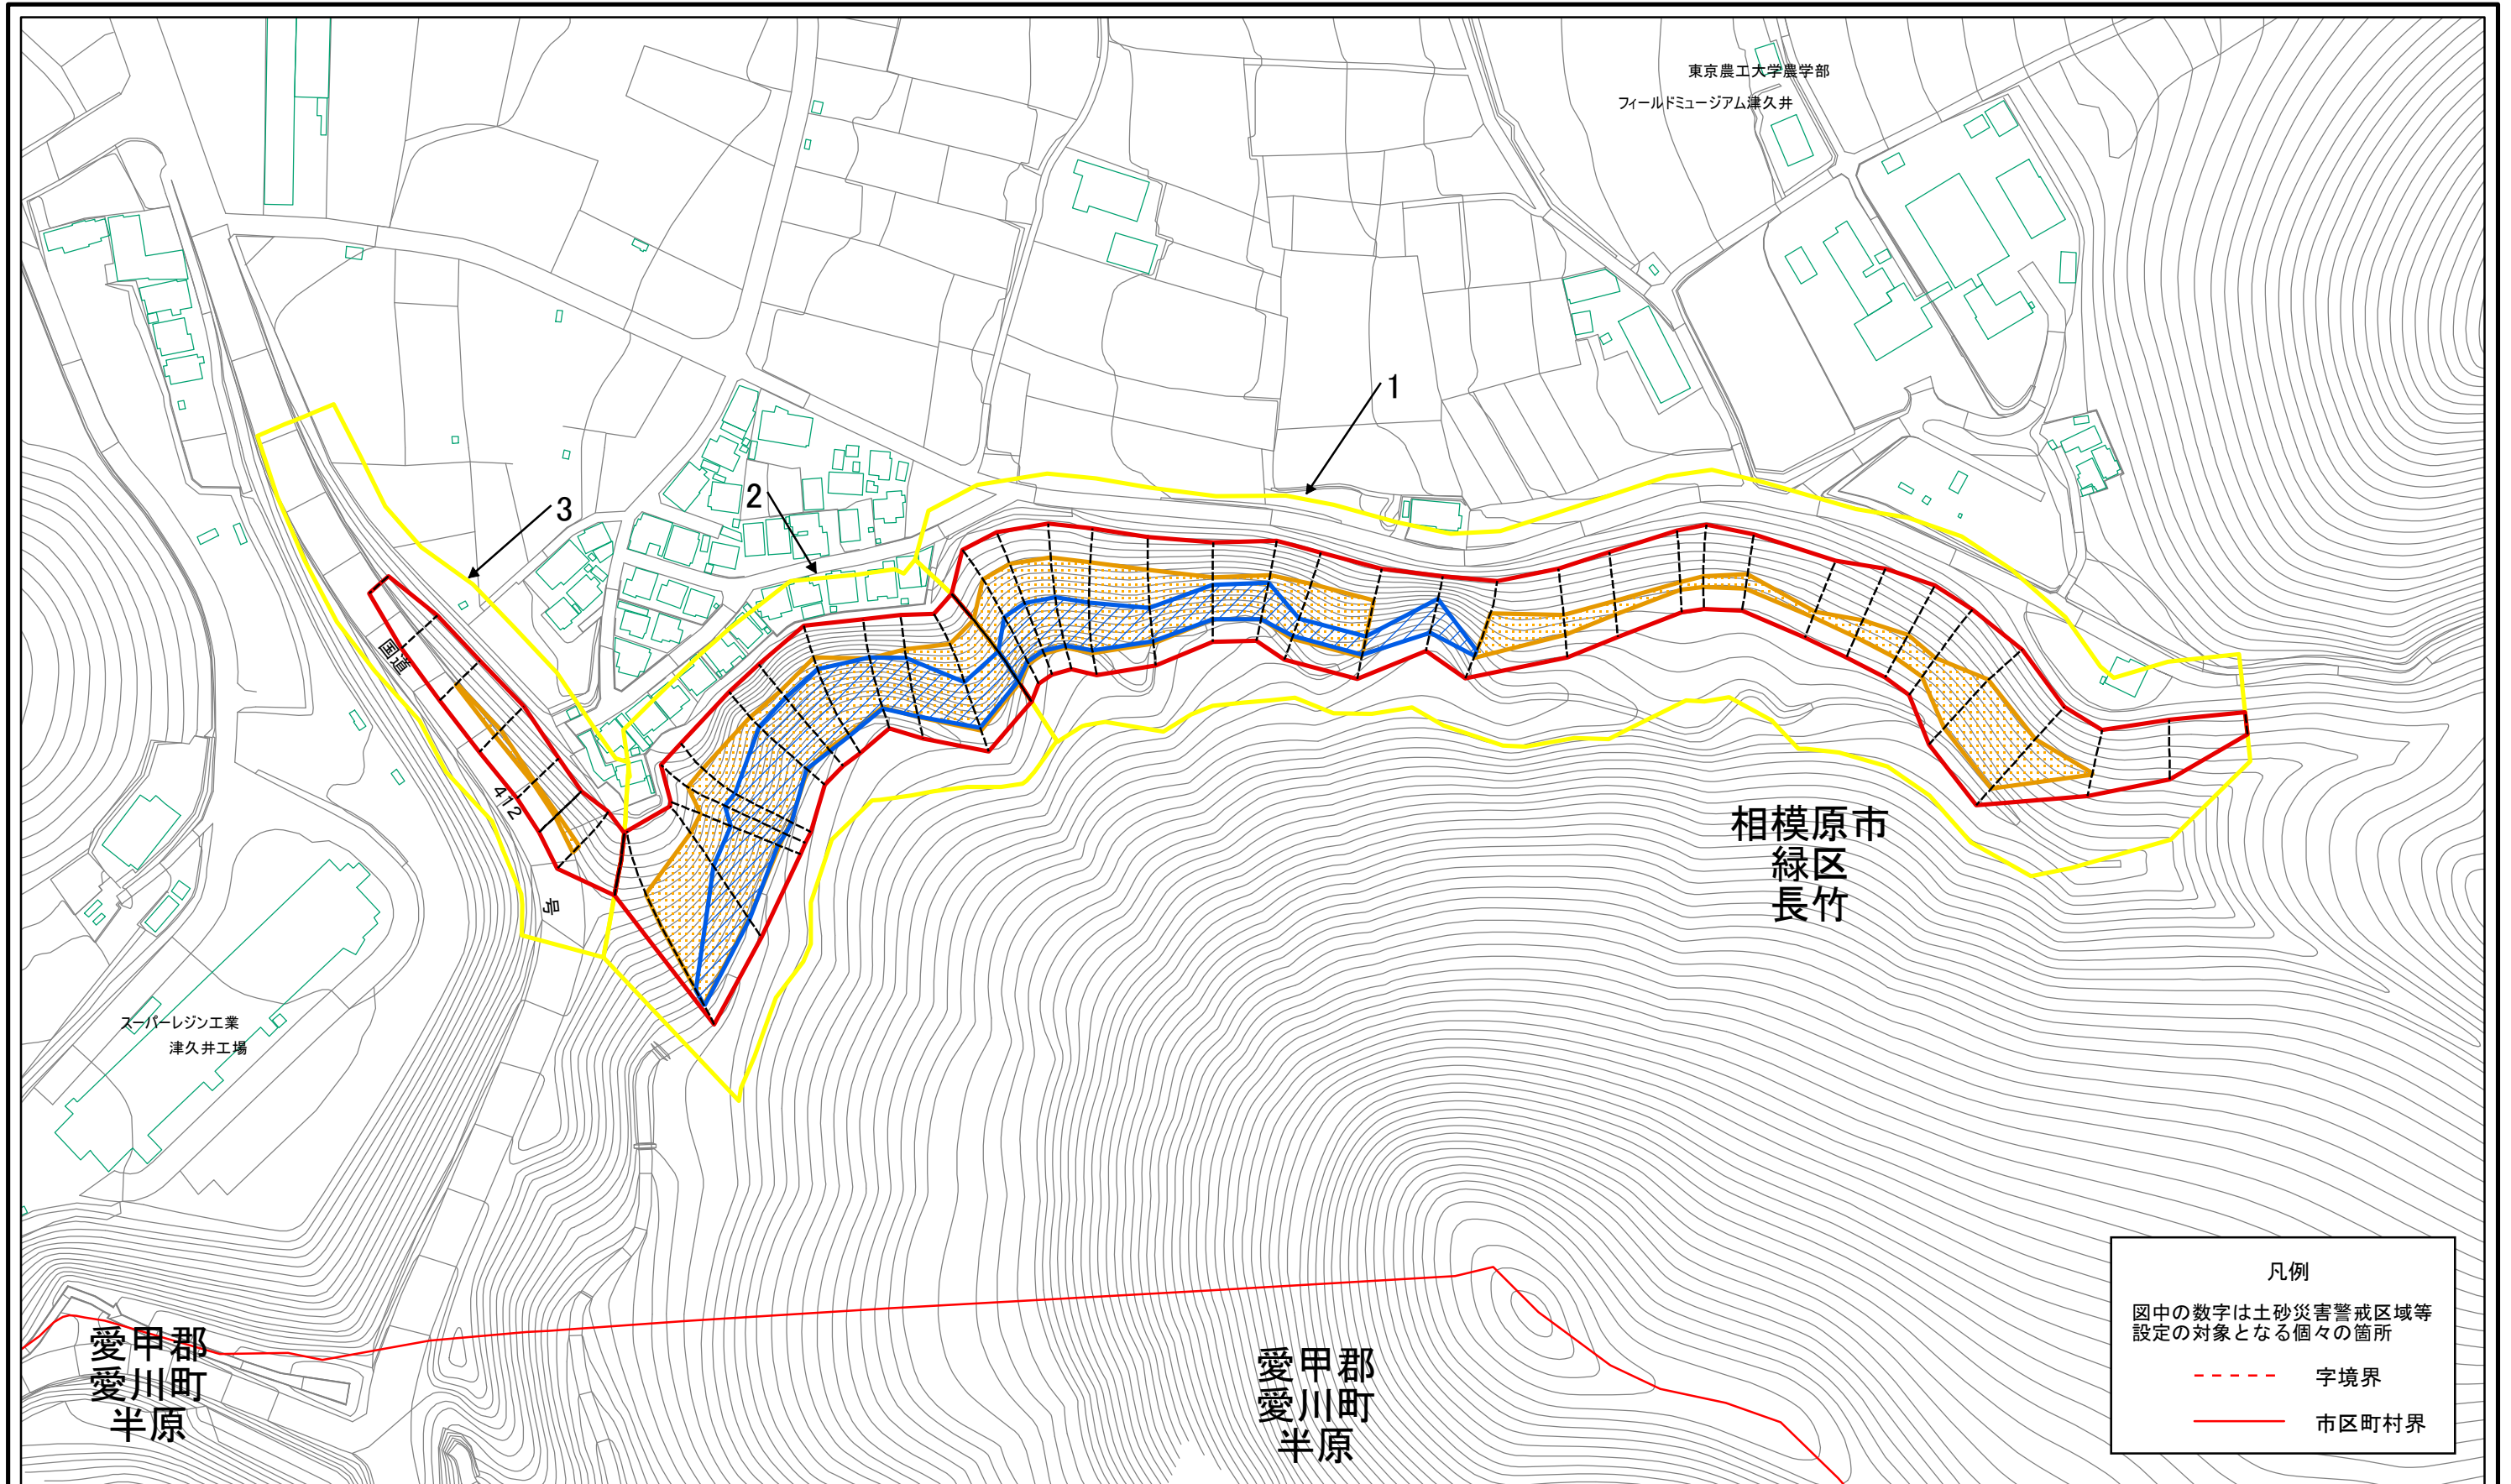 東京農工大学農学部
フィールドミュージアム津久井
1
2
3
国道
412
号
相模原市
緑区
長竹
スーパーレジン工業
津久井工場
愛甲郡
愛川町
半原
愛甲郡
愛川町
半原
凡例
図中の数字は土砂災害警戒区域等
設定の対象となる個々の箇所
字境界
市区町村界